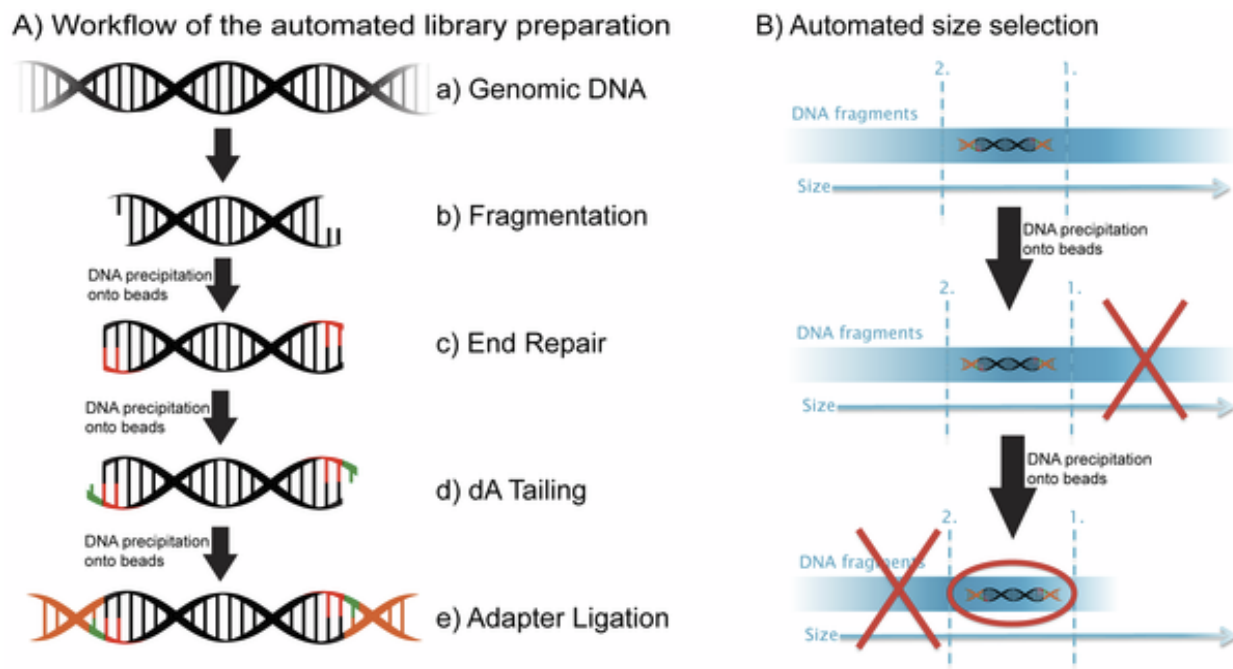 A) Workflow of the automated library preparation
a) Genomic DNA
b) Fragmentation
DNA precipitation
onto beads
c) End Repair
DNA precipitation
onto beads
d) dA Tailing
DNA precipitation
onto beads
e) Adapter Ligation
B) Automated size selection
2. 1.
DNA fragments
Size
DNA precipitation
onto beads
2. 1.
DNA fragments
Size
DNA precipitation
onto beads
2. 1.
DNA fragments
Size